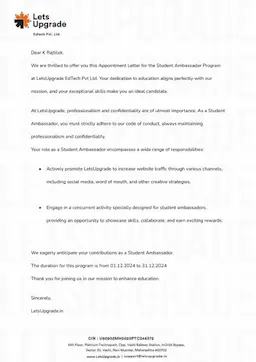 Lets
Upgrade
Edtech Pvt. Ltd.
Dear K Rajitilak,
We are thrilled to offer you this Appointment Letter for the Student Ambassador Program
at LetsUpgrade EdTech Pvt Ltd. Your dedication to education aligns perfectly with our
mission, and your exceptional skills make you an ideal candidate.
At LetsUpgrade, professionalism and confidentiality are of utmost importance. As a Student
Ambassador, you must strictly adhere to our code of conduct, always maintaining
professionalism and confidentiality.
Your role as a Student Ambassador encompasses a wide range of responsibilities:
• Actively promote LetsUpgrade to increase website traffic through various channels,
including social media, word of mouth, and other creative strategies.
• Engage in a concurrent activity specially designed for student ambassadors,
providing an opportunity to showcase skills, collaborate, and earn exciting rewards.
We eagerly anticipate your contributions as a Student Ambassador.
The duration for this program is from 01.12.2024 to 31.12.2024
Thank you for joining us in our mission to enhance education.
Sincerely,
LetsUpgrade.in
www.letsupgrade.in | support@letsupgrade.in